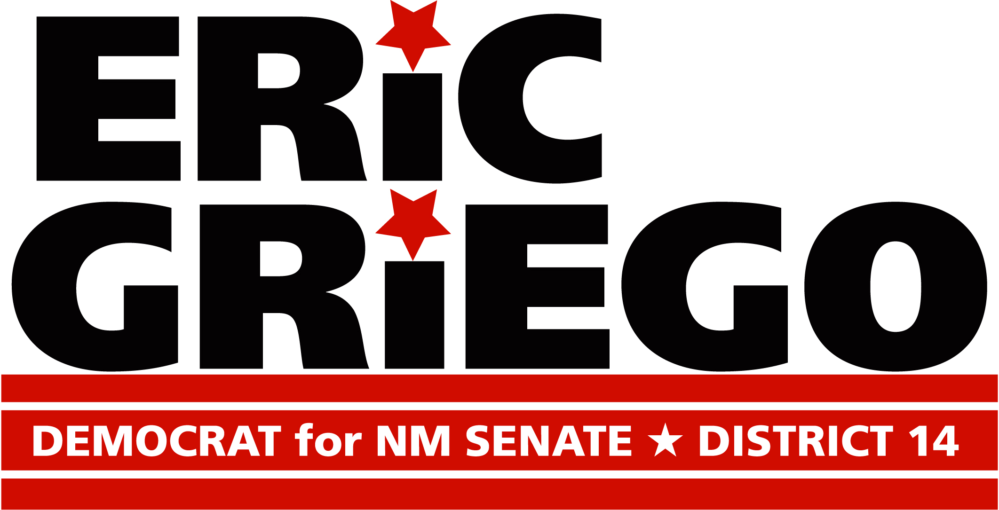 ERiC
GRiEGO
DEMOCRAT for NM SENATE ★ DISTRICT 14